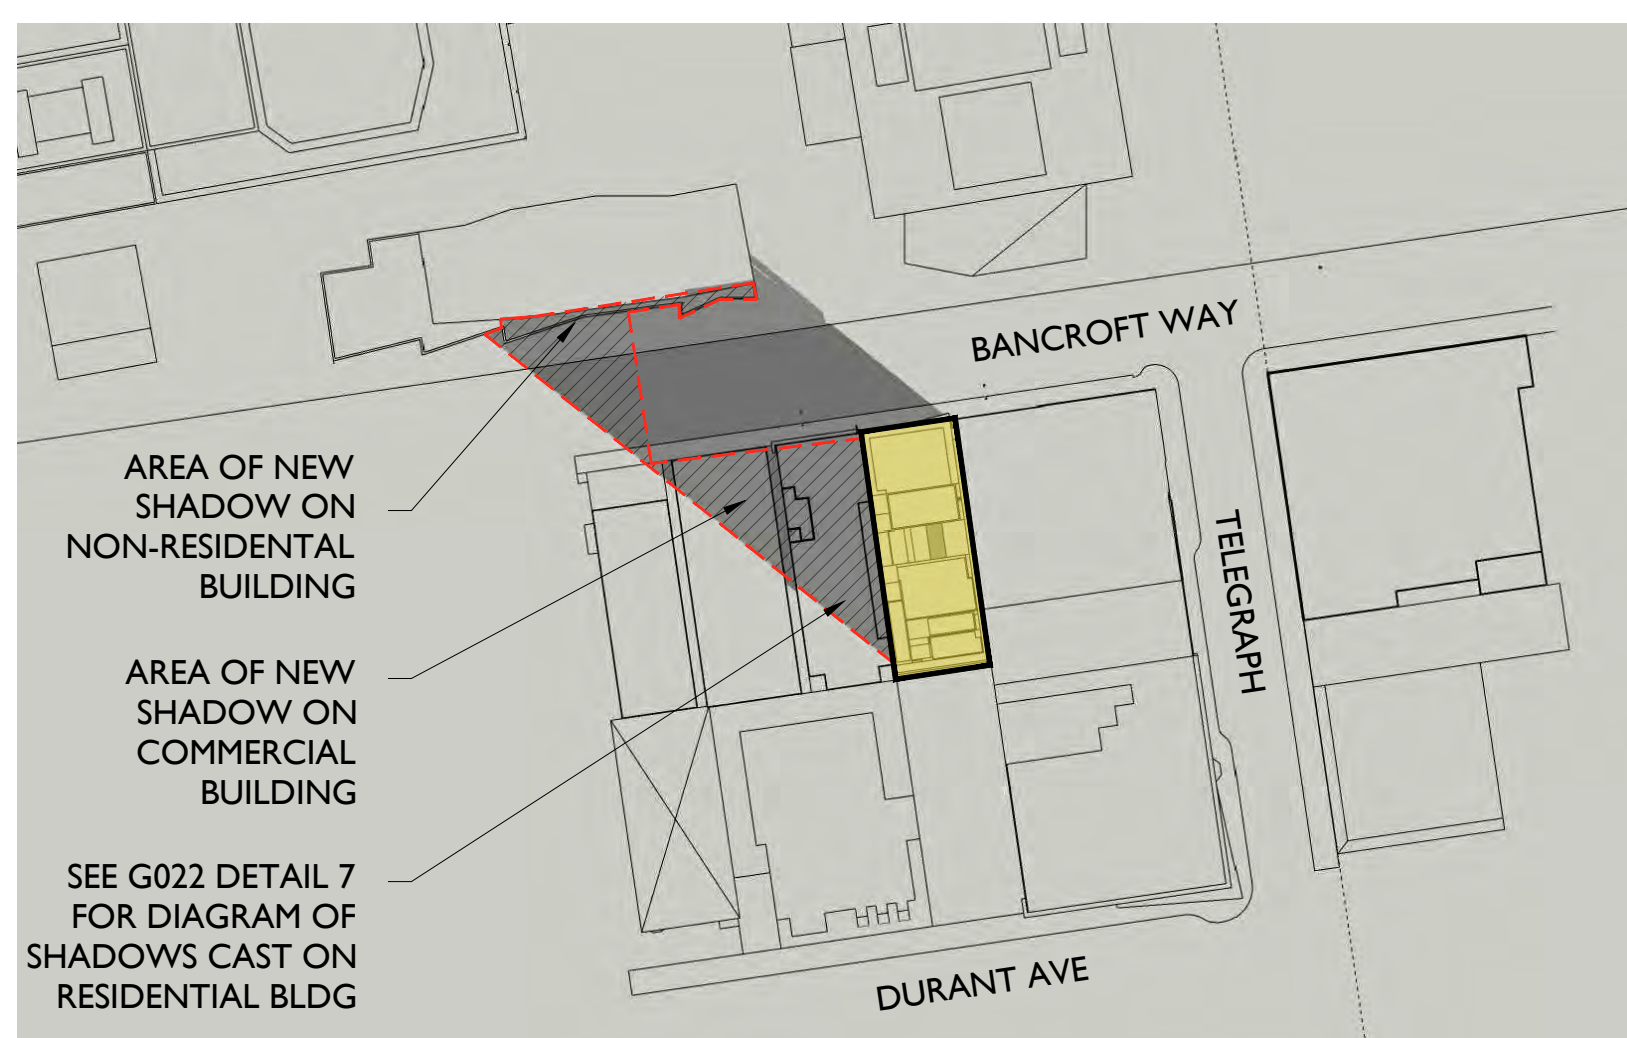 BANCROFT WAY
AREA OF NEW
SHADOW ON
NON-RESIDENTAL
BUILDING
TELEGRAPH
AREA OF NEW
SHADOW ON
COMMERCIAL
BUILDING
SEE G022 DETAIL 7
FOR DIAGRAM OF
SHADOWS CAST ON
RESIDENTIAL BLDG
DURANT AVE